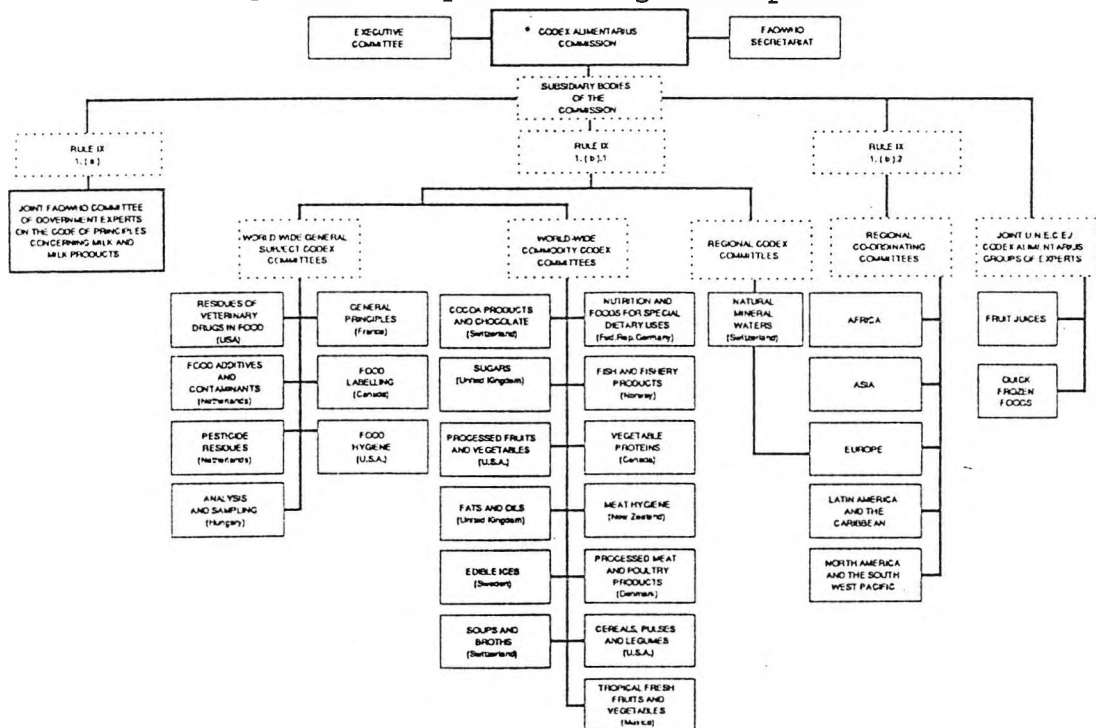 EXECUTIVE
COMMITTEE
* CODEX ALIMENTARIUS
COMMISSION
FAO/WHO
SECRETARIAT
SUBSIDIARY BODIES
OF THE
COMMISSION
RULE IX
1. (a)
RULE IX
1. (b).1
RULE IX
1. (b).2
JOINT FAO/WHO COMMITTEE
OF GOVERNMENT EXPERTS
ON THE CODE OF PRINCIPLES
CONCERNING MILK AND
MILK PRODUCTS
WORLD WIDE GENERAL
SUBJECT CODEX
COMMITTEES
WORLD-WIDE
COMMODITY CODEX
COMMITTEES
REGIONAL CODEX
COMMITTEES
REGIONAL
CO-ORDINATING
COMMITTEES
JOINT U.N.E.C.E./
CODEX ALIMENTARIUS
GROUPS OF EXPERTS
RESIDUES OF
VETERINARY
DRUGS IN FOOD
(USA)
GENERAL
PRINCIPLES
(France)
FOOD ADDITIVES
AND
CONTAMINANTS
(Netherlands)
FOOD
LABELLING
(Canada)
PESTICIDE
RESIDUES
(Netherlands)
FOOD
HYGIENE
(U.S.A.)
ANALYSIS
AND SAMPLING
(Hungary)
COCOA PRODUCTS
AND CHOCOLATE
(Switzerland)
NUTRITION AND
FOODS FOR SPECIAL
DIETARY USES
(Fed.Rep.Germany)
SUGARS
(United Kingdom)
FISH AND FISHERY
PRODUCTS
(Norway)
PROCESSED FRUITS
AND VEGETABLES
(U.S.A.)
VEGETABLE
PROTEINS
(Canada)
FATS AND OILS
(United Kingdom)
MEAT HYGIENE
(New Zealand)
EDIBLE ICES
(Sweden)
PROCESSED MEAT
AND POULTRY
PRODUCTS
(Denmark)
SOUPS AND
BROTHS
(Switzerland)
CEREALS, PULSES
AND LEGUMES
(U.S.A.)
TROPICAL FRESH
FRUITS AND
VEGETABLES
(Mexico)
NATURAL
MINERAL
WATERS
(Switzerland)
AFRICA
ASIA
EUROPE
LATIN AMERICA
AND THE
CARIBBEAN
NORTH AMERICA
AND THE SOUTH
WEST PACIFIC
FRUIT JUICES
QUICK
FROZEN
FOODS